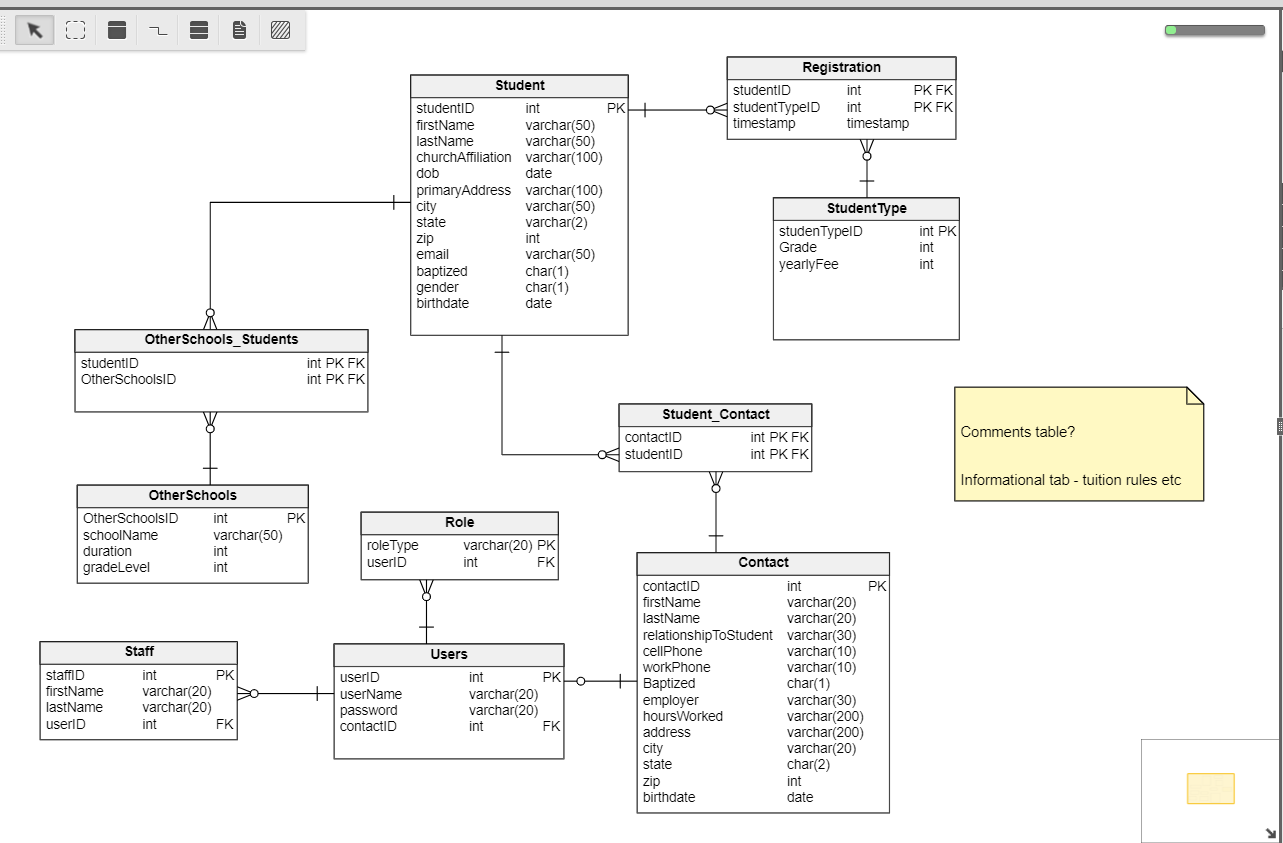 Student
studentID int PK
firstName varchar(50)
lastName varchar(50)
churchAffiliation varchar(100)
dob date
primaryAddress varchar(100)
city varchar(50)
state varchar(2)
zip int
email varchar(50)
baptized char(1)
gender char(1)
birthdate date
Registration
studentID int PK FK
studentTypeID int PK FK
timestamp timestamp
StudentType
studenTypeID int PK
Grade int
yearlyFee int
OtherSchools_Students
studentID int PK FK
OtherSchoolsID int PK FK
Student_Contact
contactID int PK FK
studentID int PK FK
Comments table?
Informational tab - tuition rules etc
OtherSchools
OtherSchoolsID int PK
schoolName varchar(50)
duration int
gradeLevel int
Role
roleType varchar(20) PK
userID int FK
Contact
contactID int PK
firstName varchar(20)
lastName varchar(20)
relationshipToStudent varchar(30)
cellPhone varchar(10)
workPhone varchar(10)
Baptized char(1)
employer varchar(30)
hoursWorked varchar(200)
address varchar(200)
city varchar(20)
state char(2)
zip int
birthdate date
Staff
staffID int PK
firstName varchar(20)
lastName varchar(20)
userID int FK
Users
userID int PK
userName varchar(20)
password varchar(20)
contactID int FK